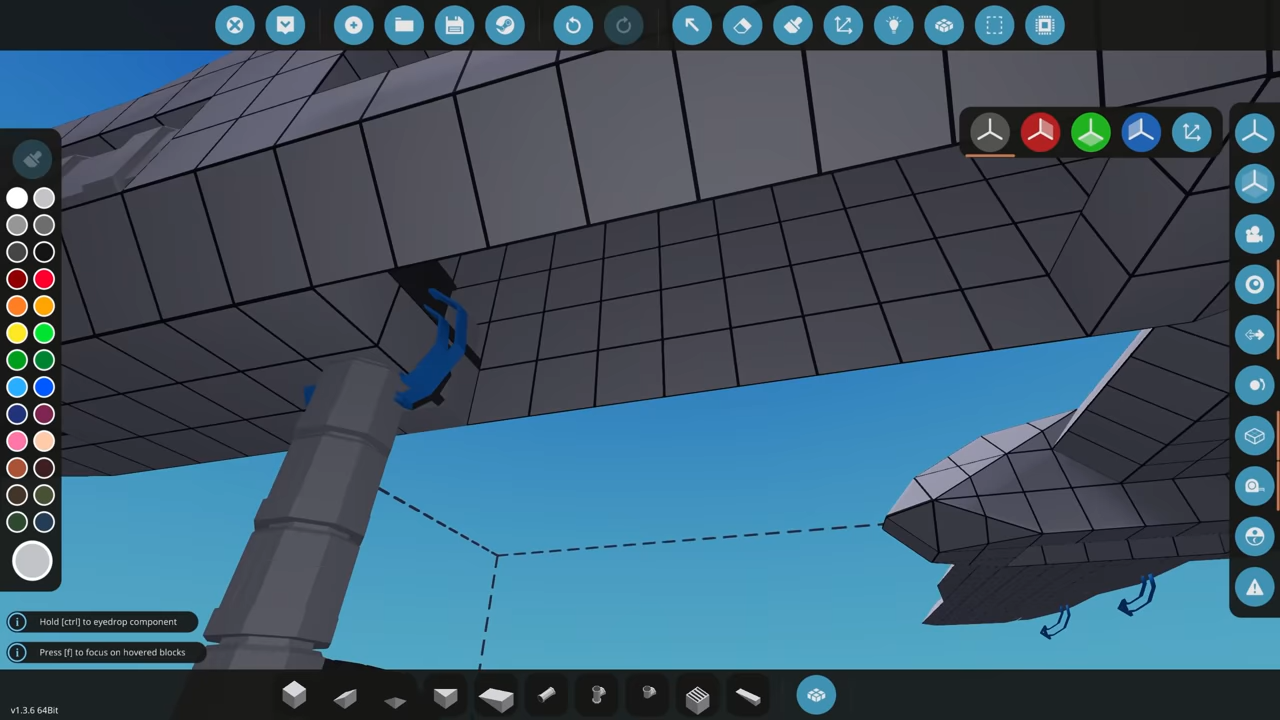 Hold [ctrl] to eyedrop component
Press [f] to focus on hovered blocks
v1.3.6 64Bit